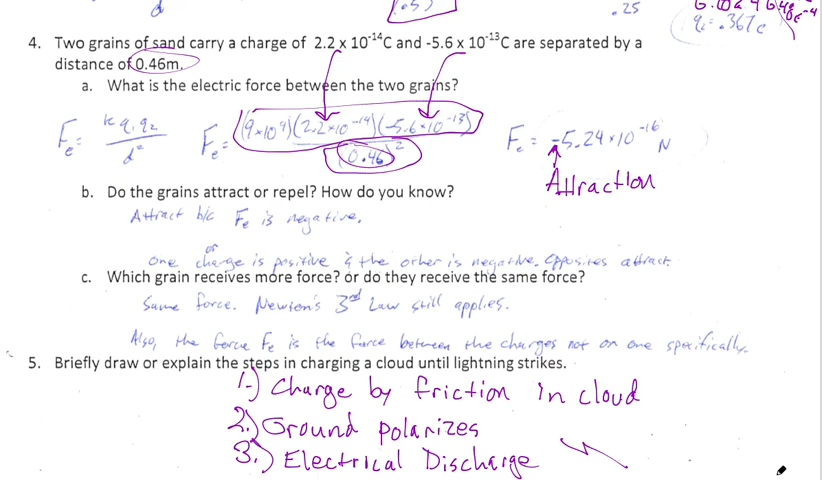 d
(.5)
.25
q = .367c
4. Two grains of sand carry a charge of 2.2 x 10⁻¹⁴C and -5.6 x 10⁻¹³C are separated by a
distance of 0.46m.
a. What is the electric force between the two grains?
Fe = k q₁ q₂ / d²
Fe = (9×10⁹)(2.2×10⁻¹⁴)(-5.6×10⁻¹³) / (0.46)²
Fe = -5.24×10⁻¹⁶ N
Attraction
b. Do the grains attract or repel? How do you know?
Attract b/c Fe is negative.
or
one charge is positive & the other is negative. Opposites attract.
c. Which grain receives more force? or do they receive the same force?
Same force. Newton's 3rd Law still applies.
Also, the force Fe is the force between the charges not on one specifically.
5. Briefly draw or explain the steps in charging a cloud until lightning strikes.
1.) Charge by friction in cloud
2.) Ground polarizes
3.) Electrical Discharge